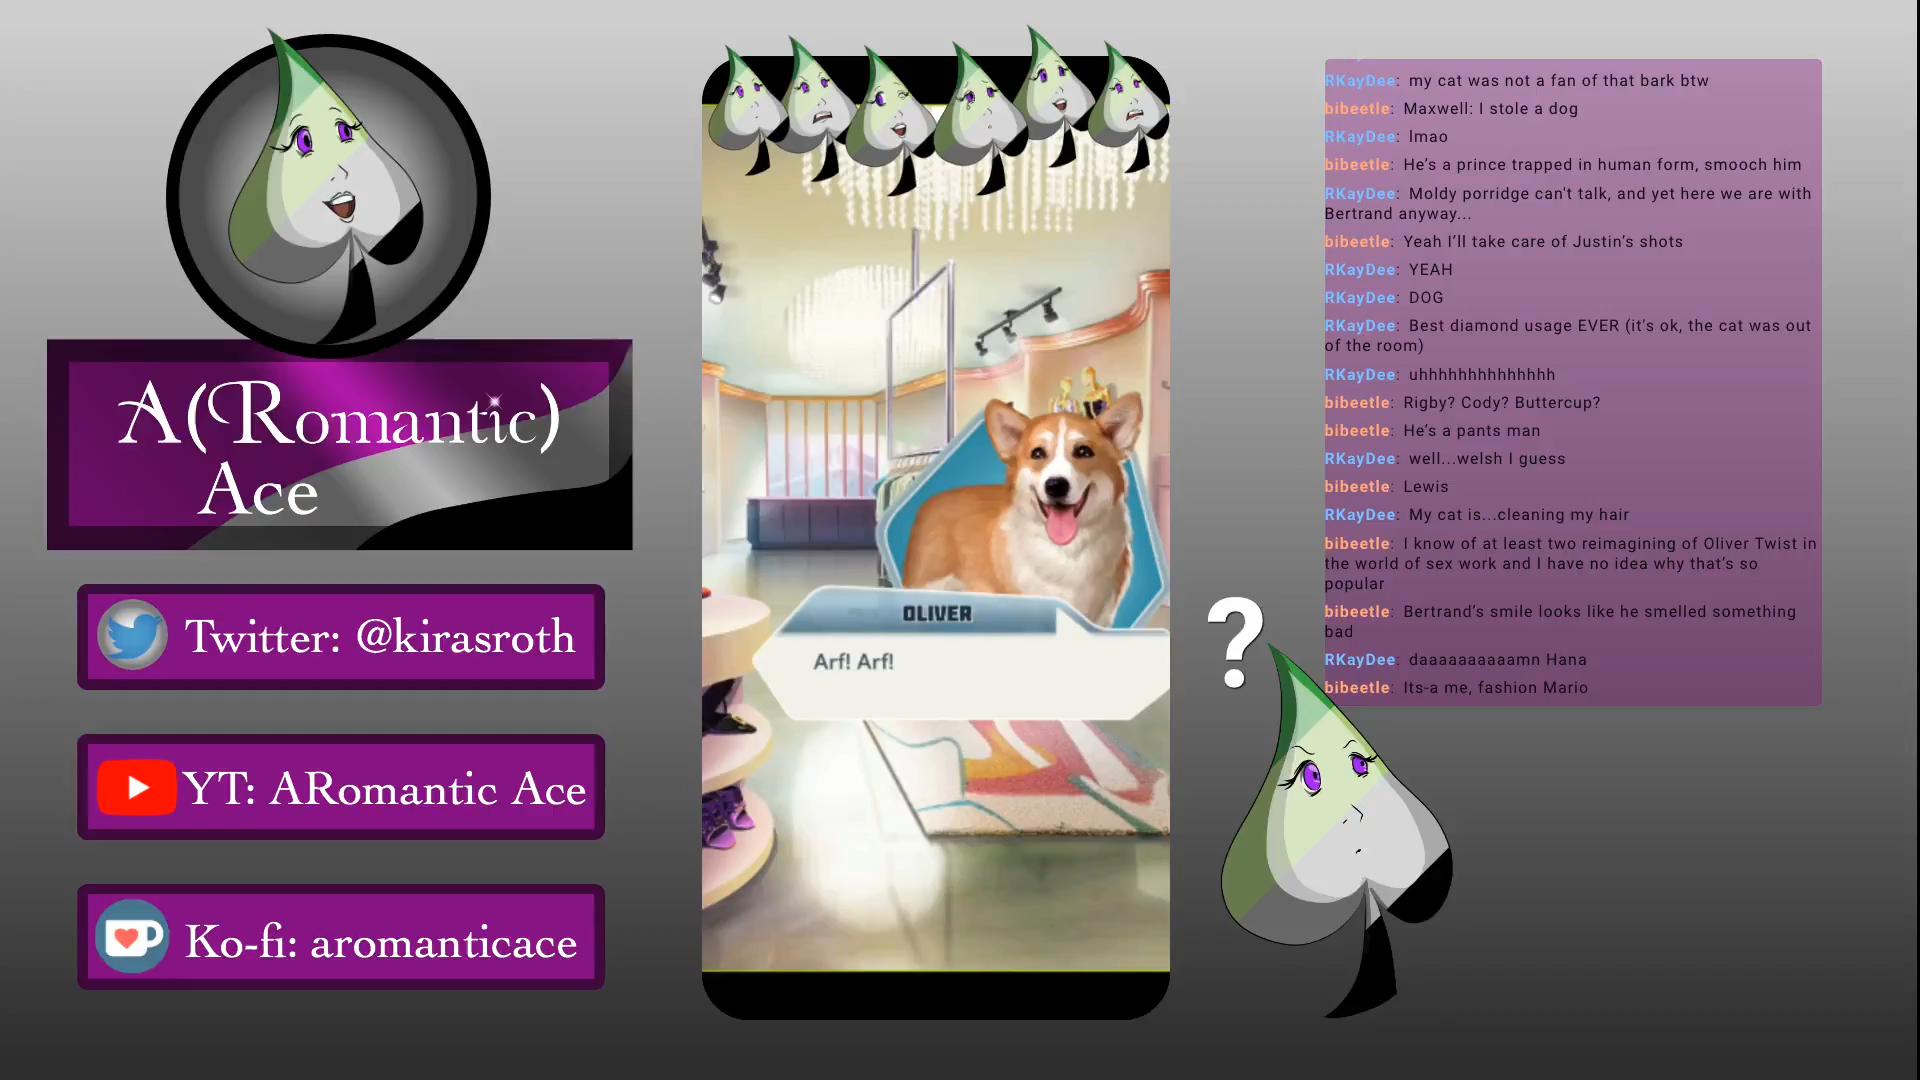 A(Romantic)
Ace
Twitter: @kirasroth
YT: ARomantic Ace
Ko-fi: aromanticace
OLIVER
Arf! Arf!
?
RKayDee: my cat was not a fan of that bark btw
bibeetle: Maxwell: I stole a dog
RKayDee: lmao
bibeetle: He's a prince trapped in human form, smooch him
RKayDee: Moldy porridge can't talk, and yet here we are with
Bertrand anyway...
bibeetle: Yeah I'll take care of Justin's shots
RKayDee: YEAH
RKayDee: DOG
RKayDee: Best diamond usage EVER (it's ok, the cat was out
of the room)
RKayDee: uhhhhhhhhhhhhhh
bibeetle: Rigby? Cody? Buttercup?
bibeetle: He's a pants man
RKayDee: well...welsh I guess
bibeetle: Lewis
RKayDee: My cat is...cleaning my hair
bibeetle: I know of at least two reimagining of Oliver Twist in
the world of sex work and I have no idea why that's so
popular
bibeetle: Bertrand's smile looks like he smelled something
bad
RKayDee: daaaaaaaaaamn Hana
bibeetle: Its-a me, fashion Mario